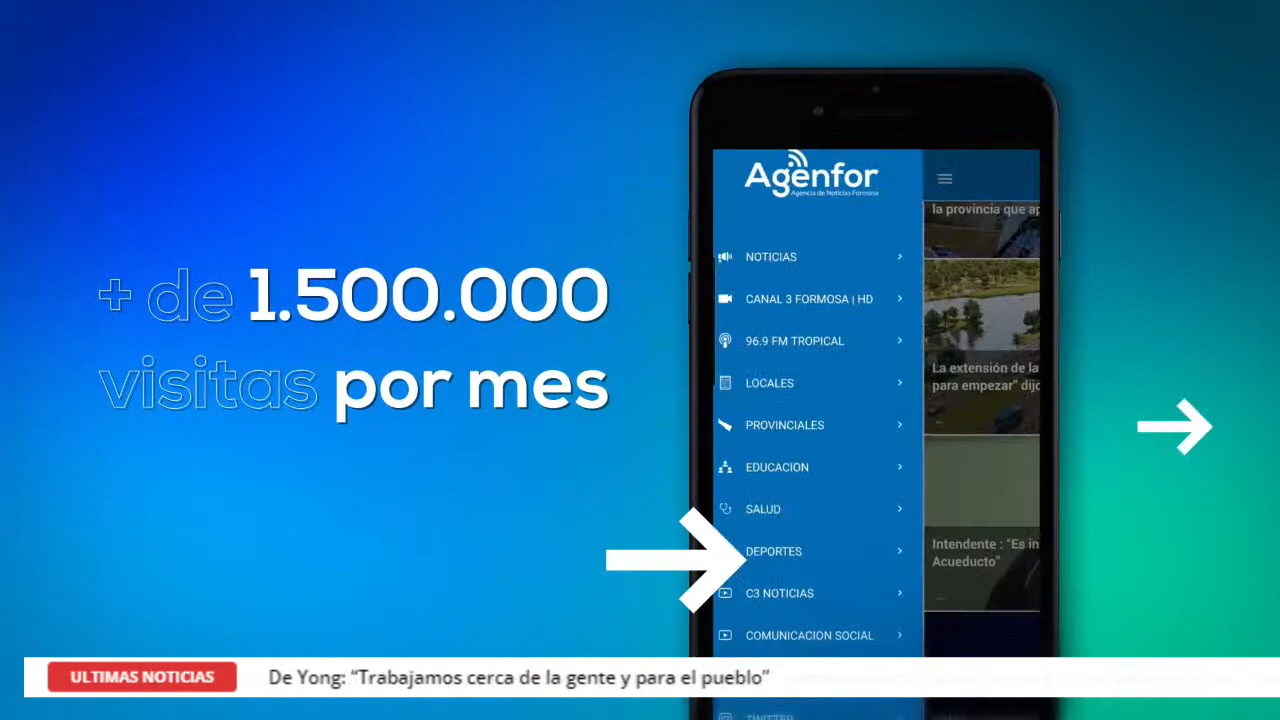 + de 1.500.000
visitas por mes
Agenfor
Agencia de Noticias Formosa
NOTICIAS
CANAL 3 FORMOSA | HD
96.9 FM TROPICAL
LOCALES
PROVINCIALES
EDUCACION
SALUD
DEPORTES
C3 NOTICIAS
COMUNICACION SOCIAL
TWITTER
la provincia que ap
La extensión de la
para empezar" dijo
Intendente : "Es in
Acueducto"
ULTIMAS NOTICIAS
De Yong: "Trabajamos cerca de la gente y para el pueblo"